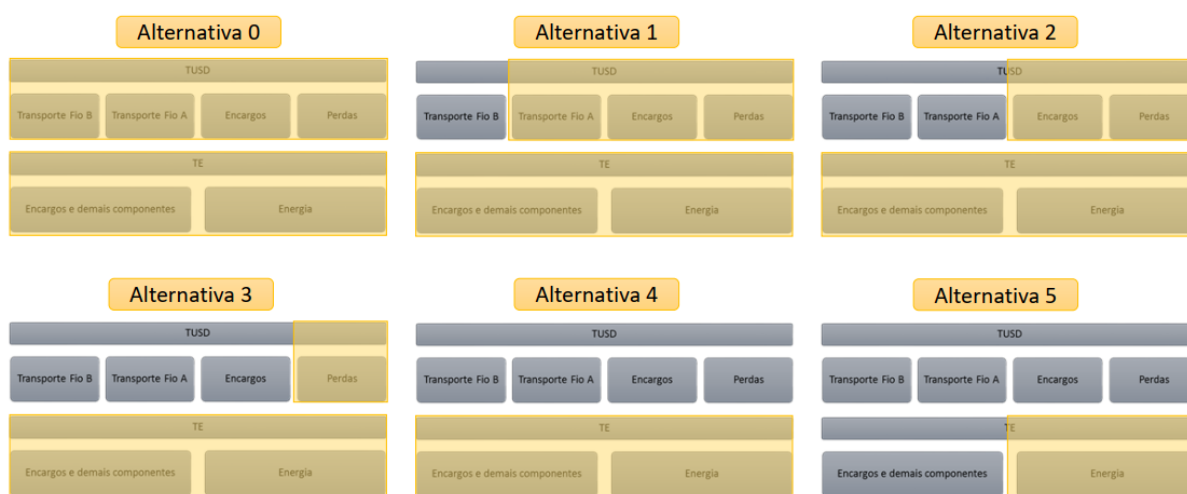 Alternativa 0
TUSD
Transporte Fio B Transporte Fio A Encargos Perdas
TE
Encargos e demais componentes Energia
Alternativa 1
TUSD
Transporte Fio B Transporte Fio A Encargos Perdas
TE
Encargos e demais componentes Energia
Alternativa 2
TUSD
Transporte Fio B Transporte Fio A Encargos Perdas
TE
Encargos e demais componentes Energia
Alternativa 3
TUSD
Transporte Fio B Transporte Fio A Encargos Perdas
TE
Encargos e demais componentes Energia
Alternativa 4
TUSD
Transporte Fio B Transporte Fio A Encargos Perdas
TE
Encargos e demais componentes Energia
Alternativa 5
TUSD
Transporte Fio B Transporte Fio A Encargos Perdas
TE
Encargos e demais componentes Energia